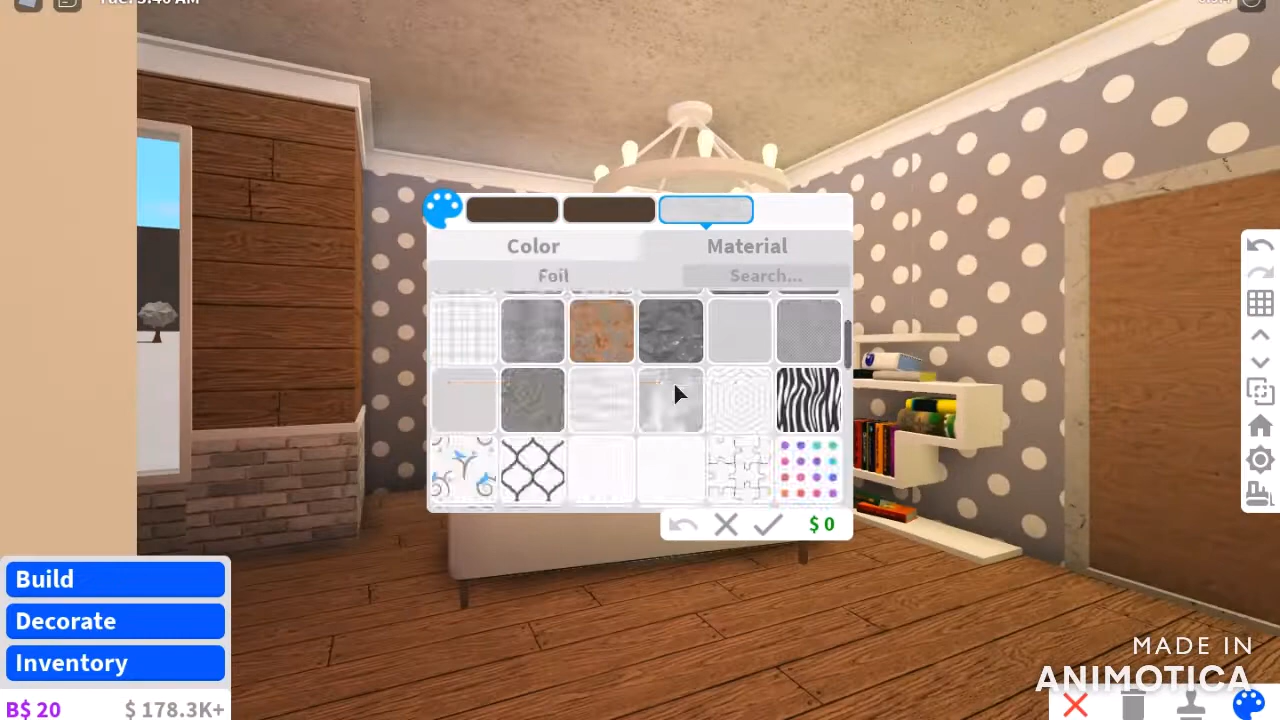 Color
Material
Foil
Search...
$ 0
Build
Decorate
Inventory
B$ 20
$ 178.3K+
MADE IN
ANIMOTICA